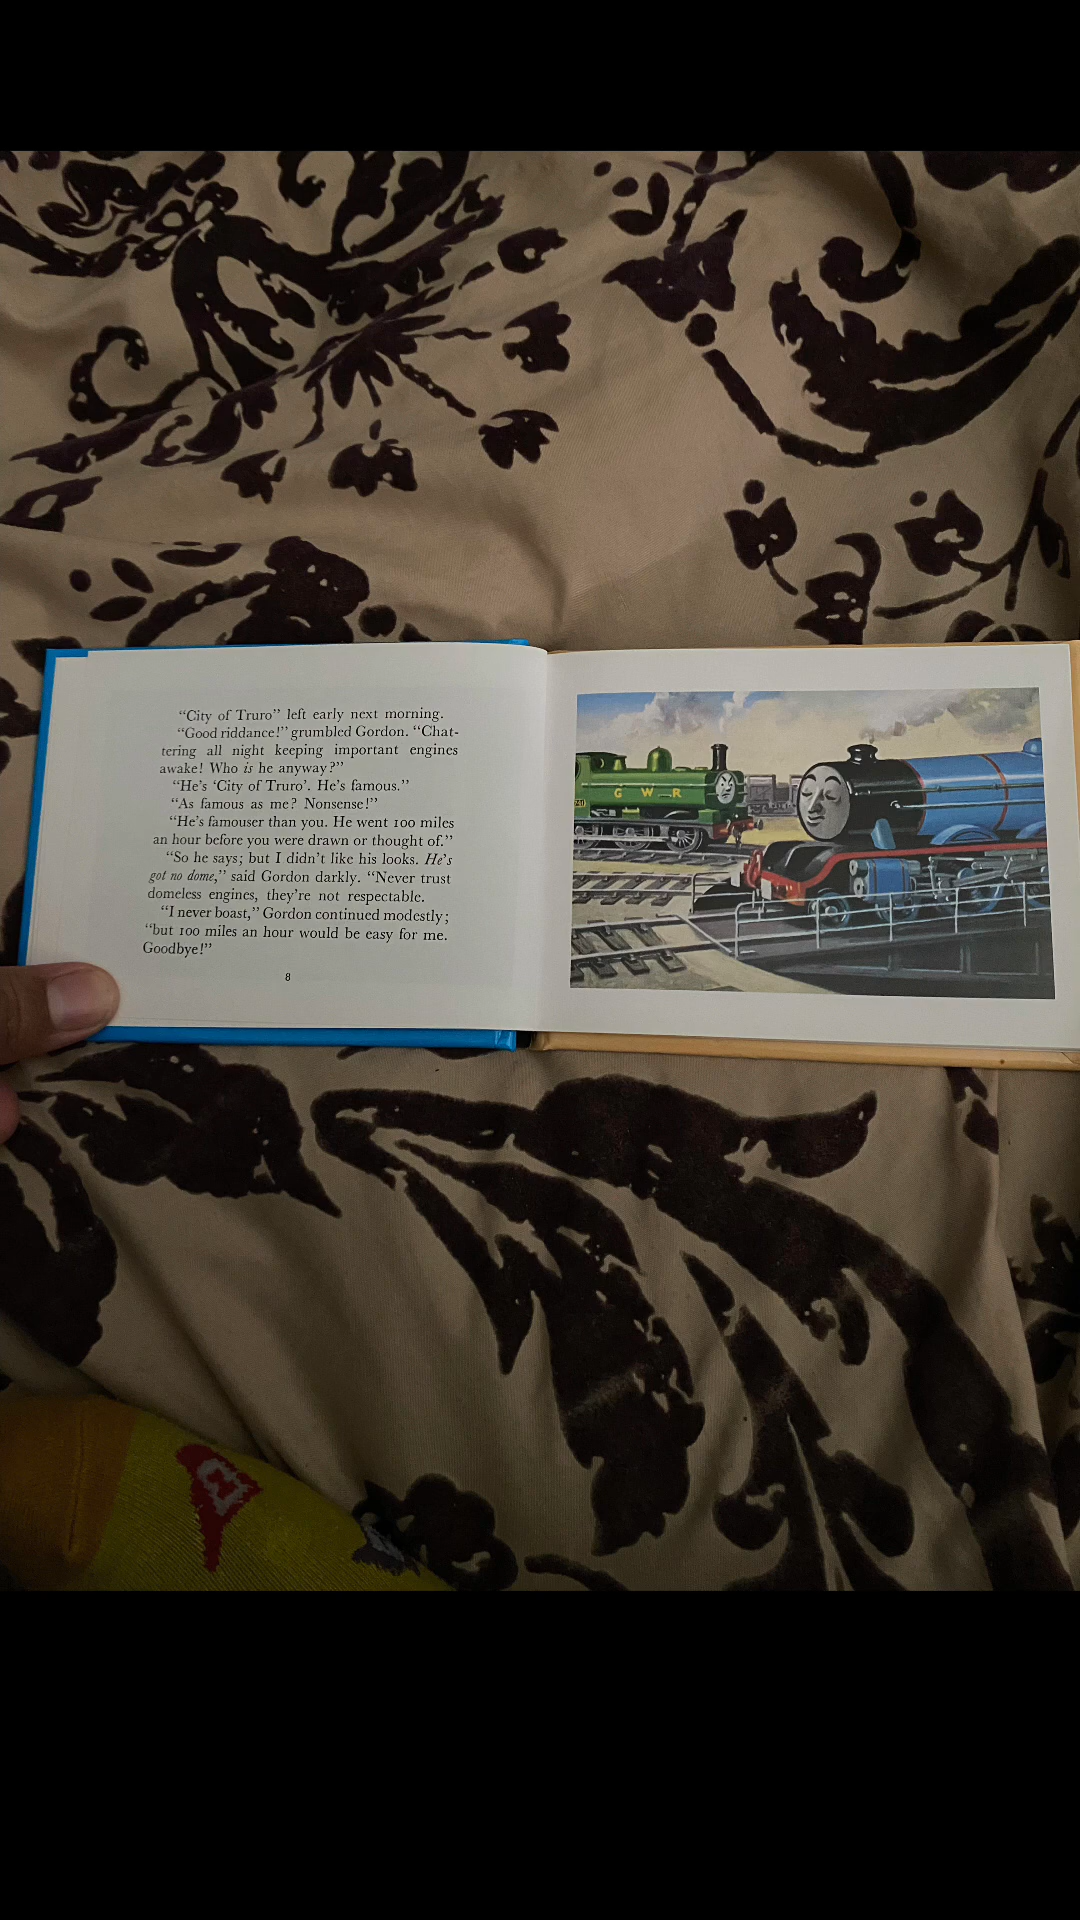 “City of Truro” left early next morning.
“Good riddance!” grumbled Gordon. “Chat-
tering all night keeping important engines
awake! Who is he anyway?”
“He’s ‘City of Truro’. He’s famous.”
“As famous as me? Nonsense!”
“He’s famouser than you. He went 100 miles
an hour before you were drawn or thought of.”
“So he says; but I didn’t like his looks. He’s
got no dome,” said Gordon darkly. “Never trust
domeless engines, they’re not respectable.
“I never boast,” Gordon continued modestly;
“but 100 miles an hour would be easy for me.
Goodbye!”
8
G W R